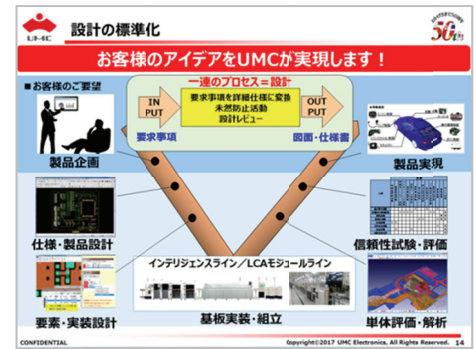 UMC
設計の標準化
50th
お客様のアイデアをUMCが実現します！
■お客様のご要望
一連のプロセス＝設計
IN
PUT
要求事項を詳細仕様に変換
未然防止活動
設計レビュー
OUT
PUT
要求事項
図面・仕様書
製品企画
製品実現
仕様・製品設計
信頼性試験・評価
インテリジェンスライン／LCAモジュールライン
要素・実装設計
基板実装・組立
単体評価・解析
CONFIDENTIAL
Copyright©2017 UMC Electronics, All Rights Reserved. 14